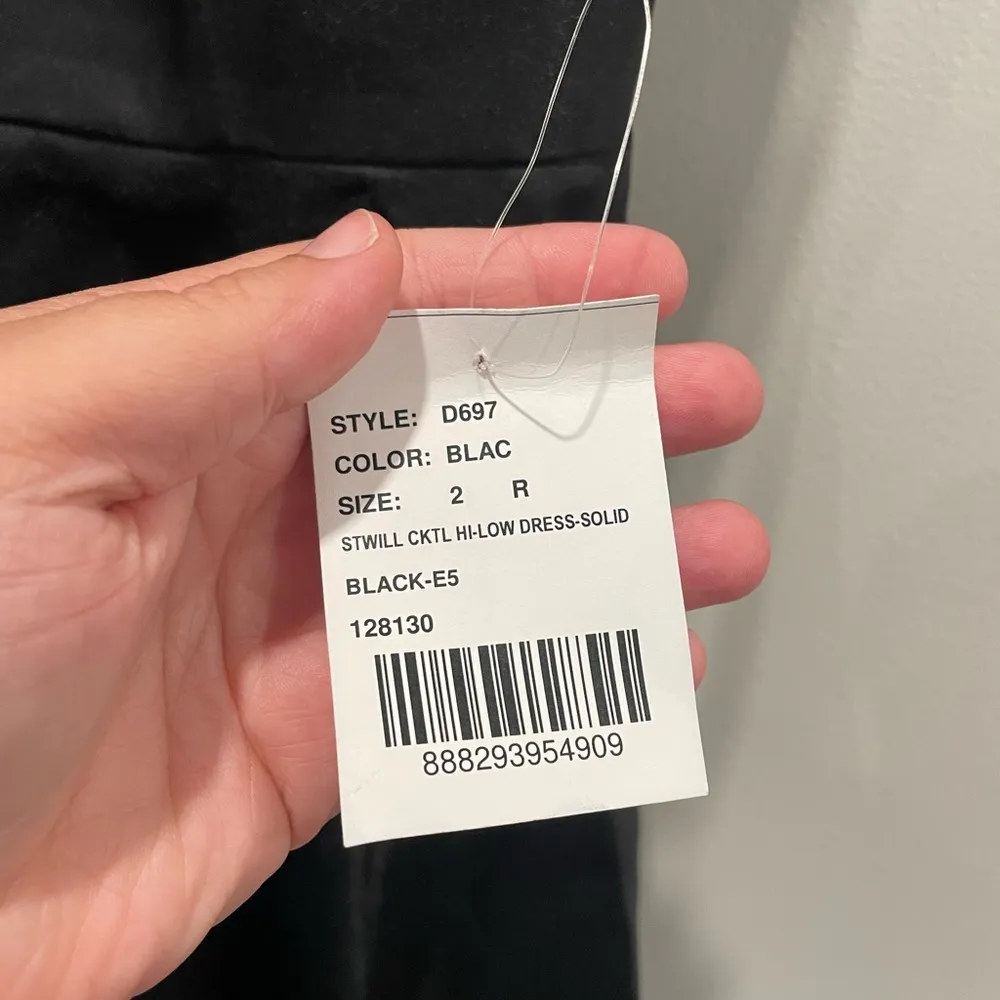 STYLE: D697
COLOR: BLAC
SIZE: 2 R
STWILL CKTL HI-LOW DRESS-SOLID
BLACK-E5
128130
888293954909